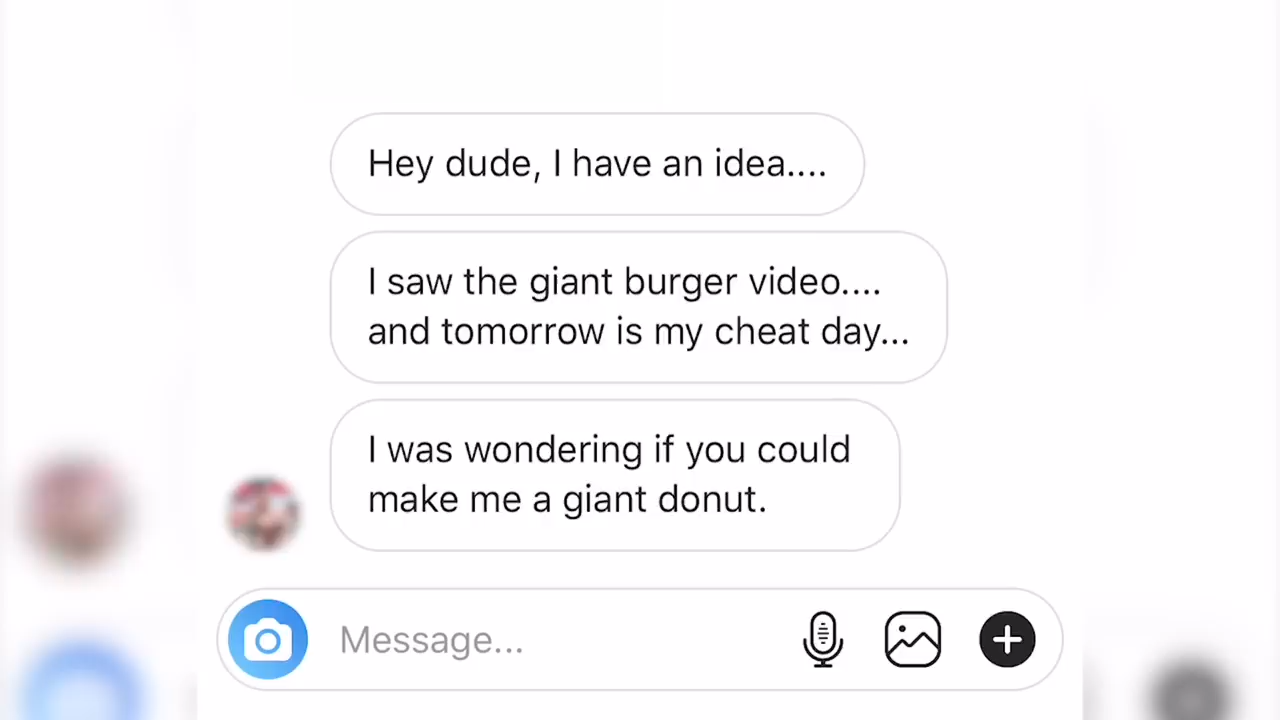 Hey dude, I have an idea....
I saw the giant burger video....
and tomorrow is my cheat day...
I was wondering if you could
make me a giant donut.
Message...